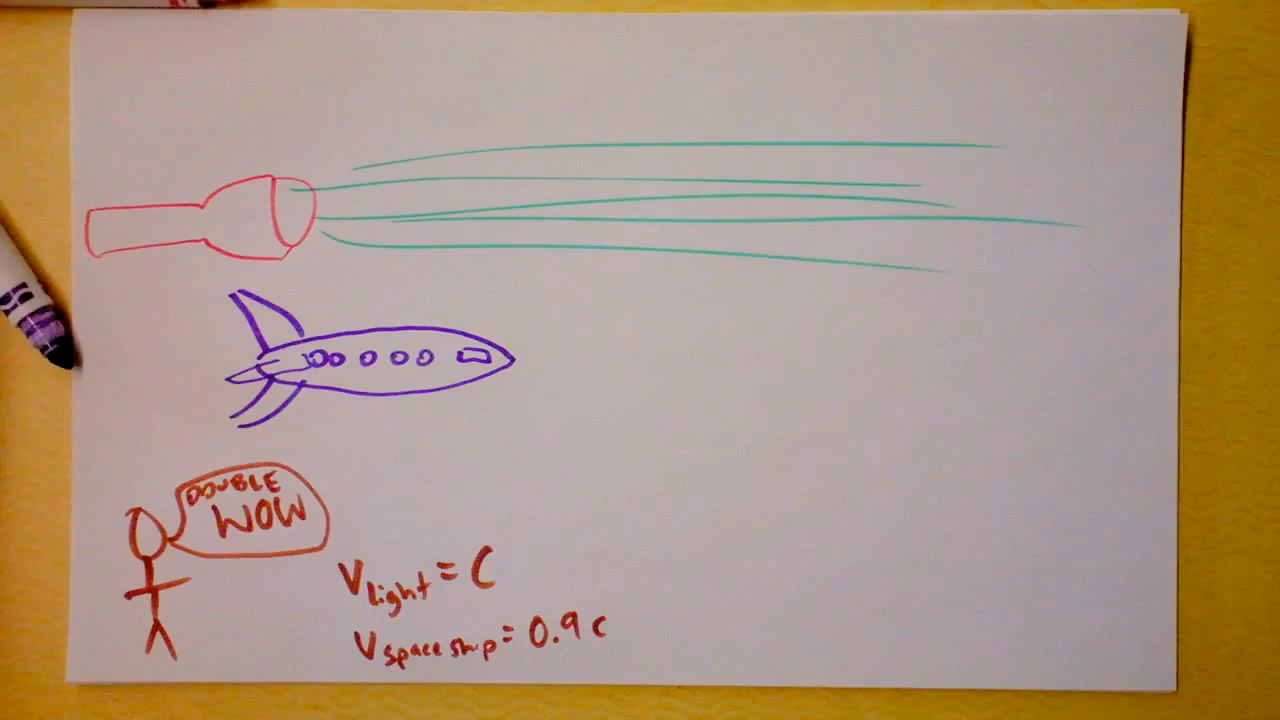 DOUBLE
WOW
Vlight = C
Vspace ship = 0.9 c